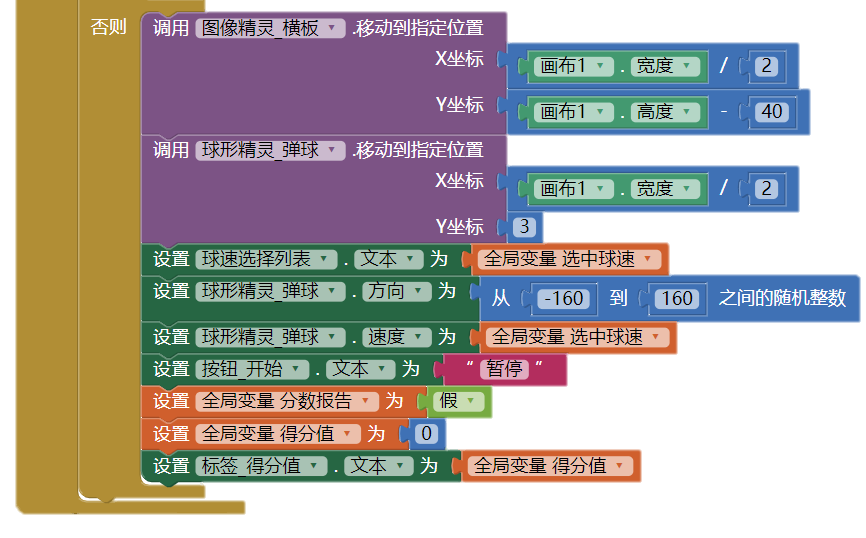 否则 调用 图像精灵_横板 .移动到指定位置
X坐标 画布1 . 宽度 / 2
Y坐标 画布1 . 高度 - 40
调用 球形精灵_弹球 .移动到指定位置
X坐标 画布1 . 宽度 / 2
Y坐标 3
设置 球速选择列表 . 文本 为 全局变量 选中球速
设置 球形精灵_弹球 . 方向 为 从 -160 到 160 之间的随机整数
设置 球形精灵_弹球 . 速度 为 全局变量 选中球速
设置 按钮_开始 . 文本 为 “ 暂停 ”
设置 全局变量 分数报告 为 假
设置 全局变量 得分值 为 0
设置 标签_得分值 . 文本 为 全局变量 得分值